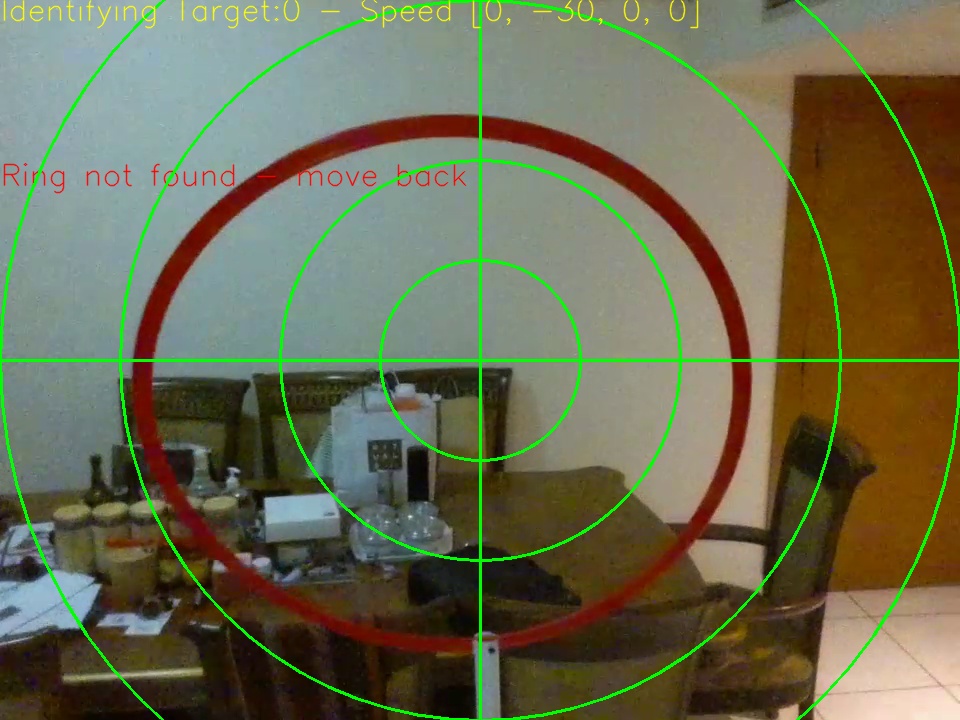 Identifying Target:0 - Speed [0, -30, 0, 0]
Ring not found - move back